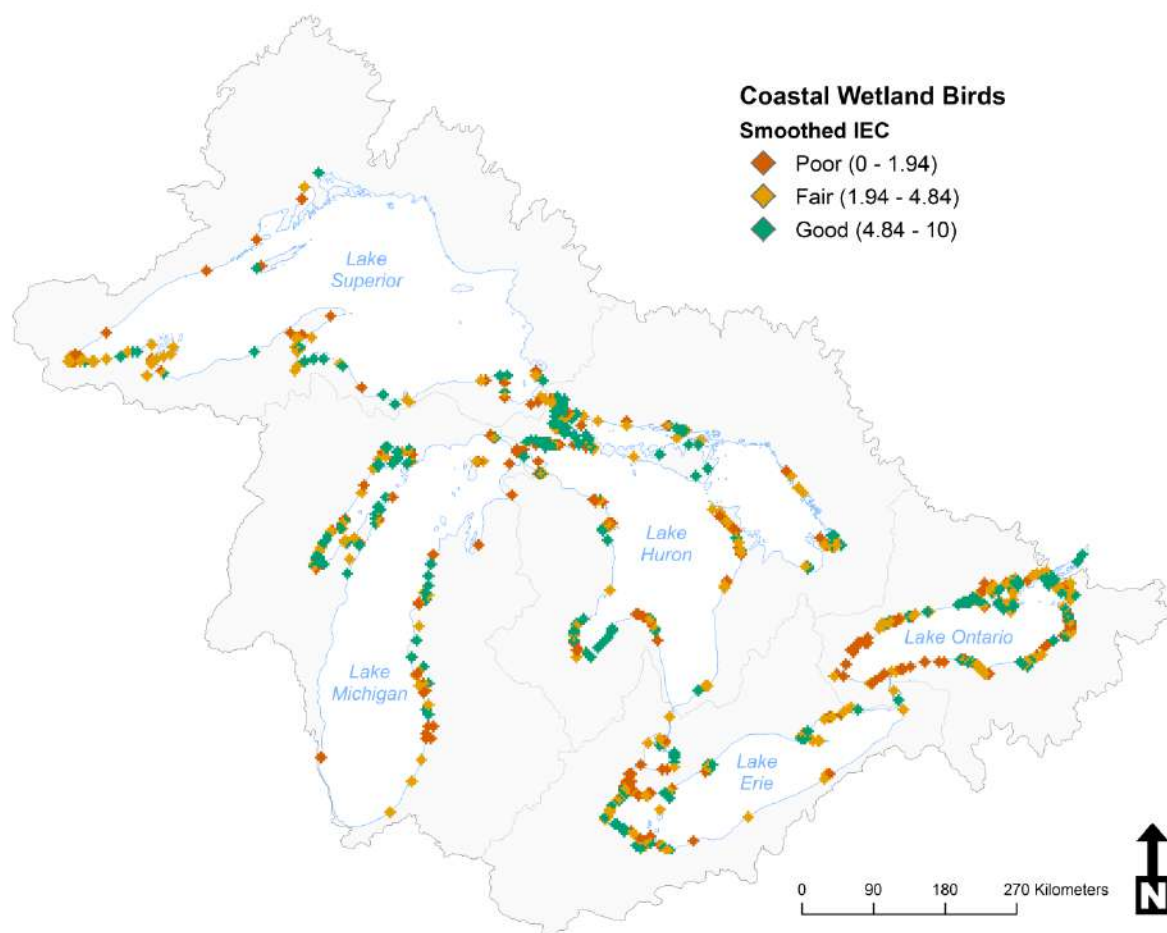 Coastal Wetland Birds
Smoothed IEC
Poor (0 - 1.94)
Fair (1.94 - 4.84)
Good (4.84 - 10)
Lake
Superior
Lake
Huron
Lake Ontario
Lake
Michigan
Lake
Erie
0 90 180 270 Kilometers
N